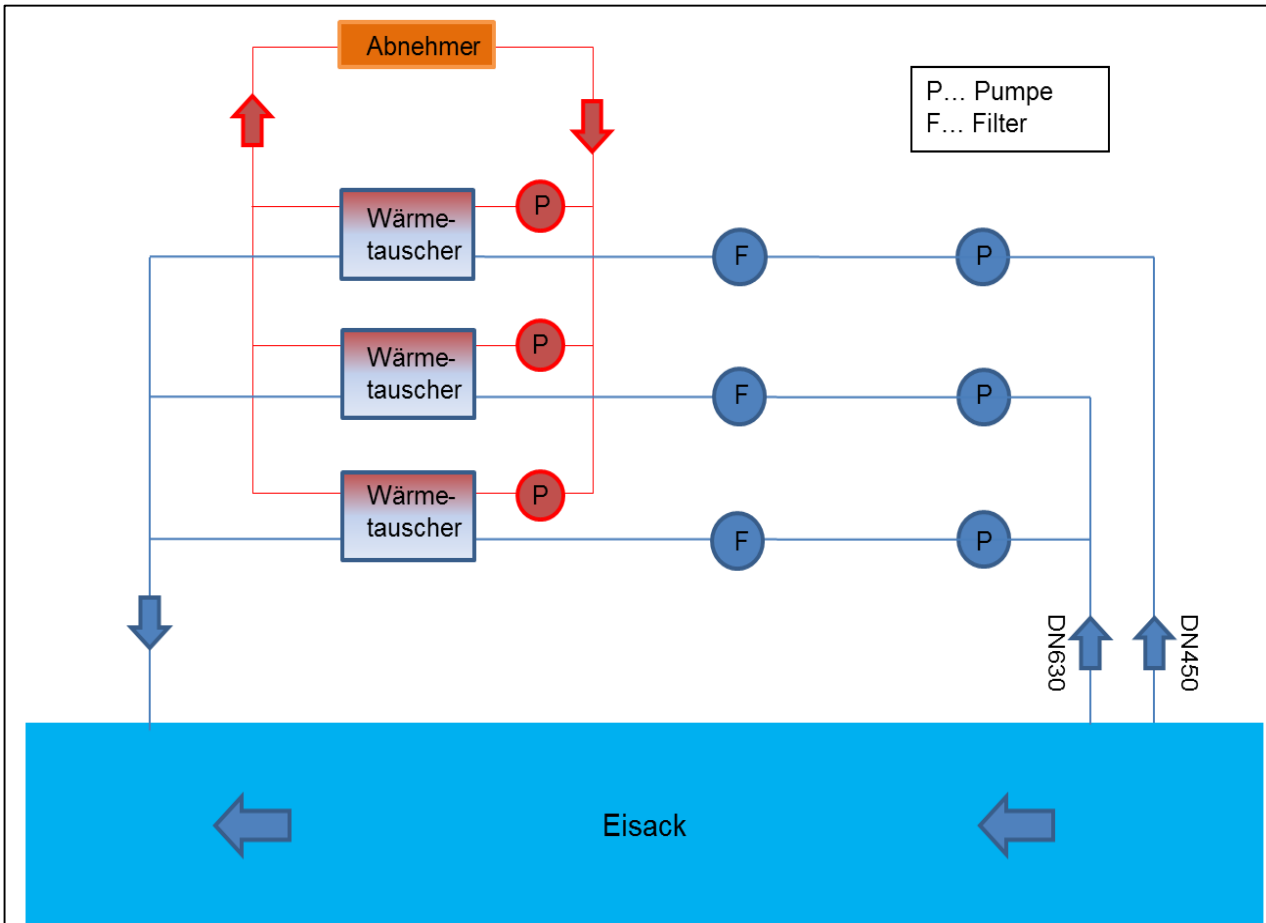 Abnehmer
P... Pumpe
F... Filter
Wärme-
tauscher
P
F
P
Wärme-
tauscher
P
F
P
Wärme-
tauscher
P
F
P
DN630
DN450
Eisack